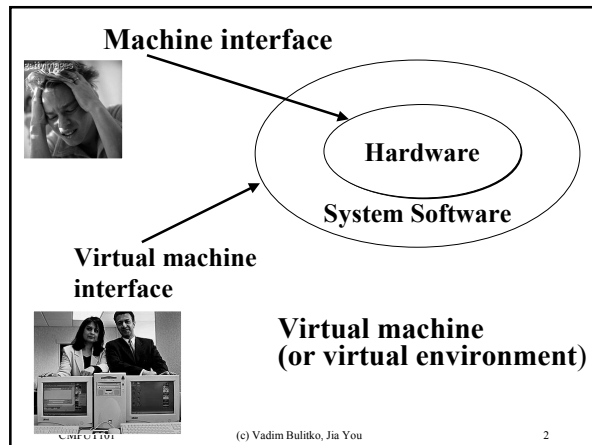 Machine interface
Hardware
System Software
Virtual machine
interface
Virtual machine
(or virtual environment)
(c) Vadim Bulitko, Jia You
2